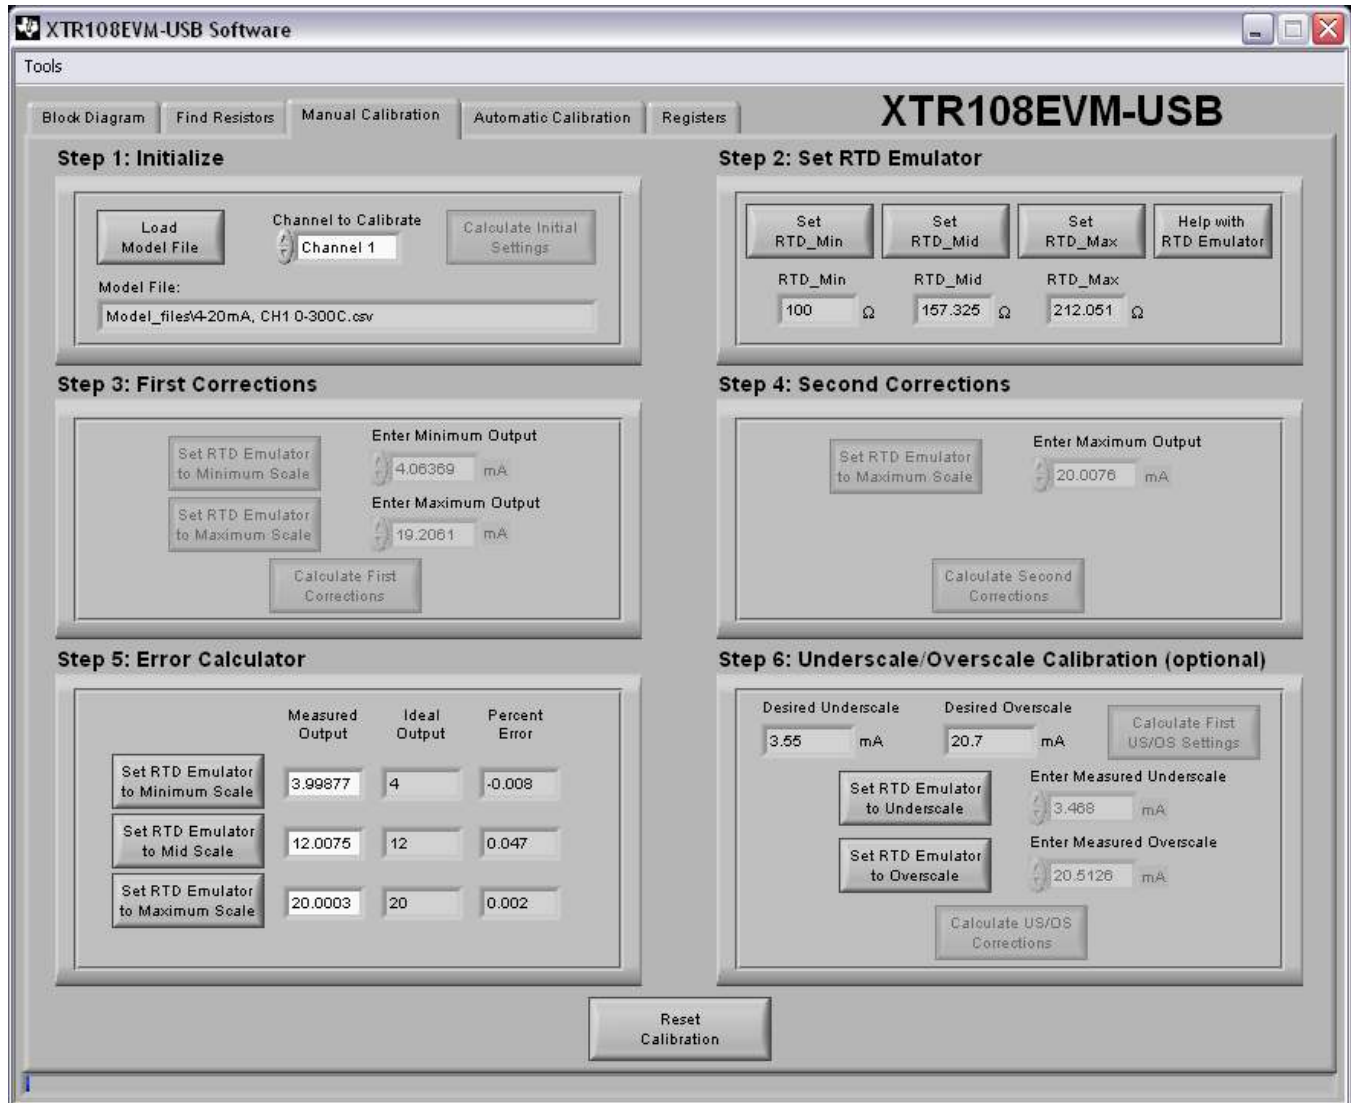 XTR108EVM-USB Software
Tools
Block Diagram
Find Resistors
Manual Calibration
Automatic Calibration
Registers
XTR108EVM-USB
Step 1: Initialize
Load
Model File
Channel to Calibrate
Channel 1
Calculate Initial
Settings
Model File:
Model_files\4-20mA, CH1 0-300C.csv
Step 2: Set RTD Emulator
Set
RTD_Min
Set
RTD_Mid
Set
RTD_Max
Help with
RTD Emulator
RTD_Min
RTD_Mid
RTD_Max
100 Ω
157.325 Ω
212.051 Ω
Step 3: First Corrections
Set RTD Emulator
to Minimum Scale
Enter Minimum Output
4.06369 mA
Set RTD Emulator
to Maximum Scale
Enter Maximum Output
19.2061 mA
Calculate First
Corrections
Step 4: Second Corrections
Set RTD Emulator
to Maximum Scale
Enter Maximum Output
20.0076 mA
Calculate Second
Corrections
Step 5: Error Calculator
Measured
Output
Ideal
Output
Percent
Error
Set RTD Emulator
to Minimum Scale
3.99877
4
-0.008
Set RTD Emulator
to Mid Scale
12.0075
12
0.047
Set RTD Emulator
to Maximum Scale
20.0003
20
0.002
Step 6: Underscale/Overscale Calibration (optional)
Desired Underscale
3.55 mA
Desired Overscale
20.7 mA
Calculate First
US/OS Settings
Set RTD Emulator
to Underscale
Enter Measured Underscale
3.468 mA
Set RTD Emulator
to Overscale
Enter Measured Overscale
20.5126 mA
Calculate US/OS
Corrections
Reset
Calibration